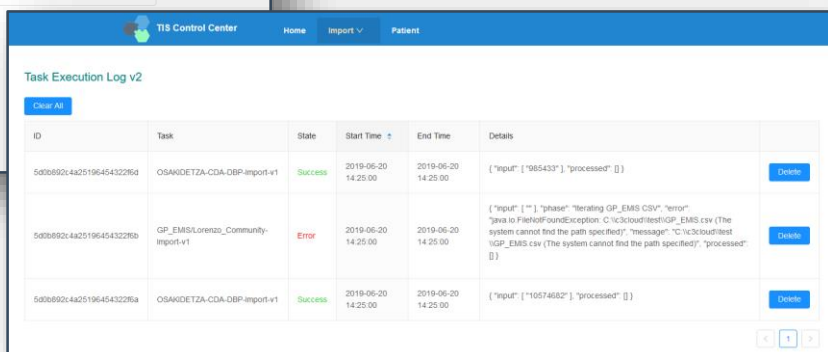 TIS Control Center Home Import Patient
Task Execution Log v2
Clear All
ID Task State Start Time End Time Details
5d0b892c4a25196454322f6d OSAKIDETZA-CDA-DBP-Import-v1 Success 2019-06-20 14:25:00 2019-06-20 14:25:00 { "input": [ "985433" ], "processed": [] } Delete
{ "input": [ "" ], "phase": "Iterating GP_EMIS CSV", "error":
"java.io.FileNotFoundException: C:\\c3cloud\\test\\GP_EMIS.csv (The
5d0b892c4a25196454322f6b GP_EMIS/Lorenzo_Community-Import-v1 Error 2019-06-20 14:25:00 2019-06-20 14:25:00 system cannot find the path specified)", "message": "C:\\c3cloud\\test Delete
\\GP_EMIS.csv (The system cannot find the path specified)", "processed":
[] }
5d0b892c4a25196454322f6a OSAKIDETZA-CDA-DBP-Import-v1 Success 2019-06-20 14:25:00 2019-06-20 14:25:00 { "input": [ "10574682" ], "processed": [] } Delete
< 1 >